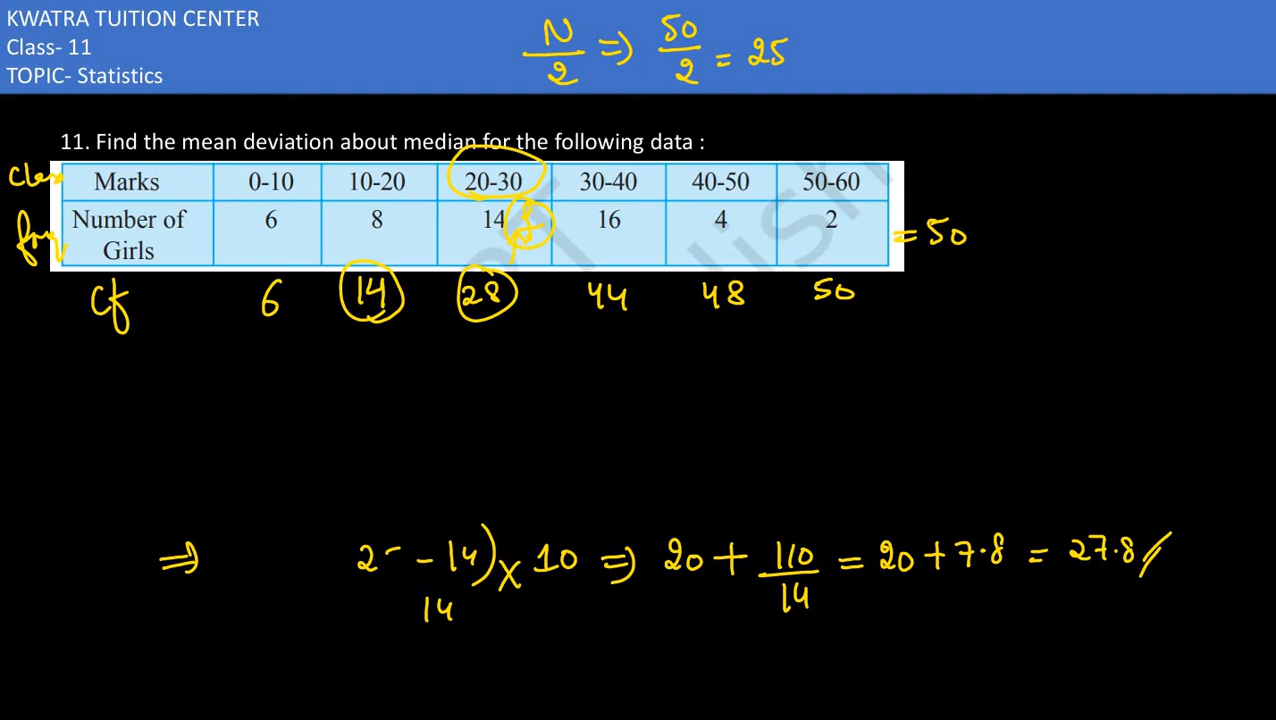 KWATRA TUITION CENTER
Class- 11
TOPIC- Statistics
N/2 ⇒ 50/2 = 25
11. Find the mean deviation about median for the following data :
Class Marks 0-10 10-20 20-30 30-40 40-50 50-60
Number of Girls 6 8 14 f 16 4 2 = 50
Cf 6 14 28 44 48 50
⇒ - 14) × 10 ⇒ 20 + 110/14 = 20 + 7.8 = 27.8
14